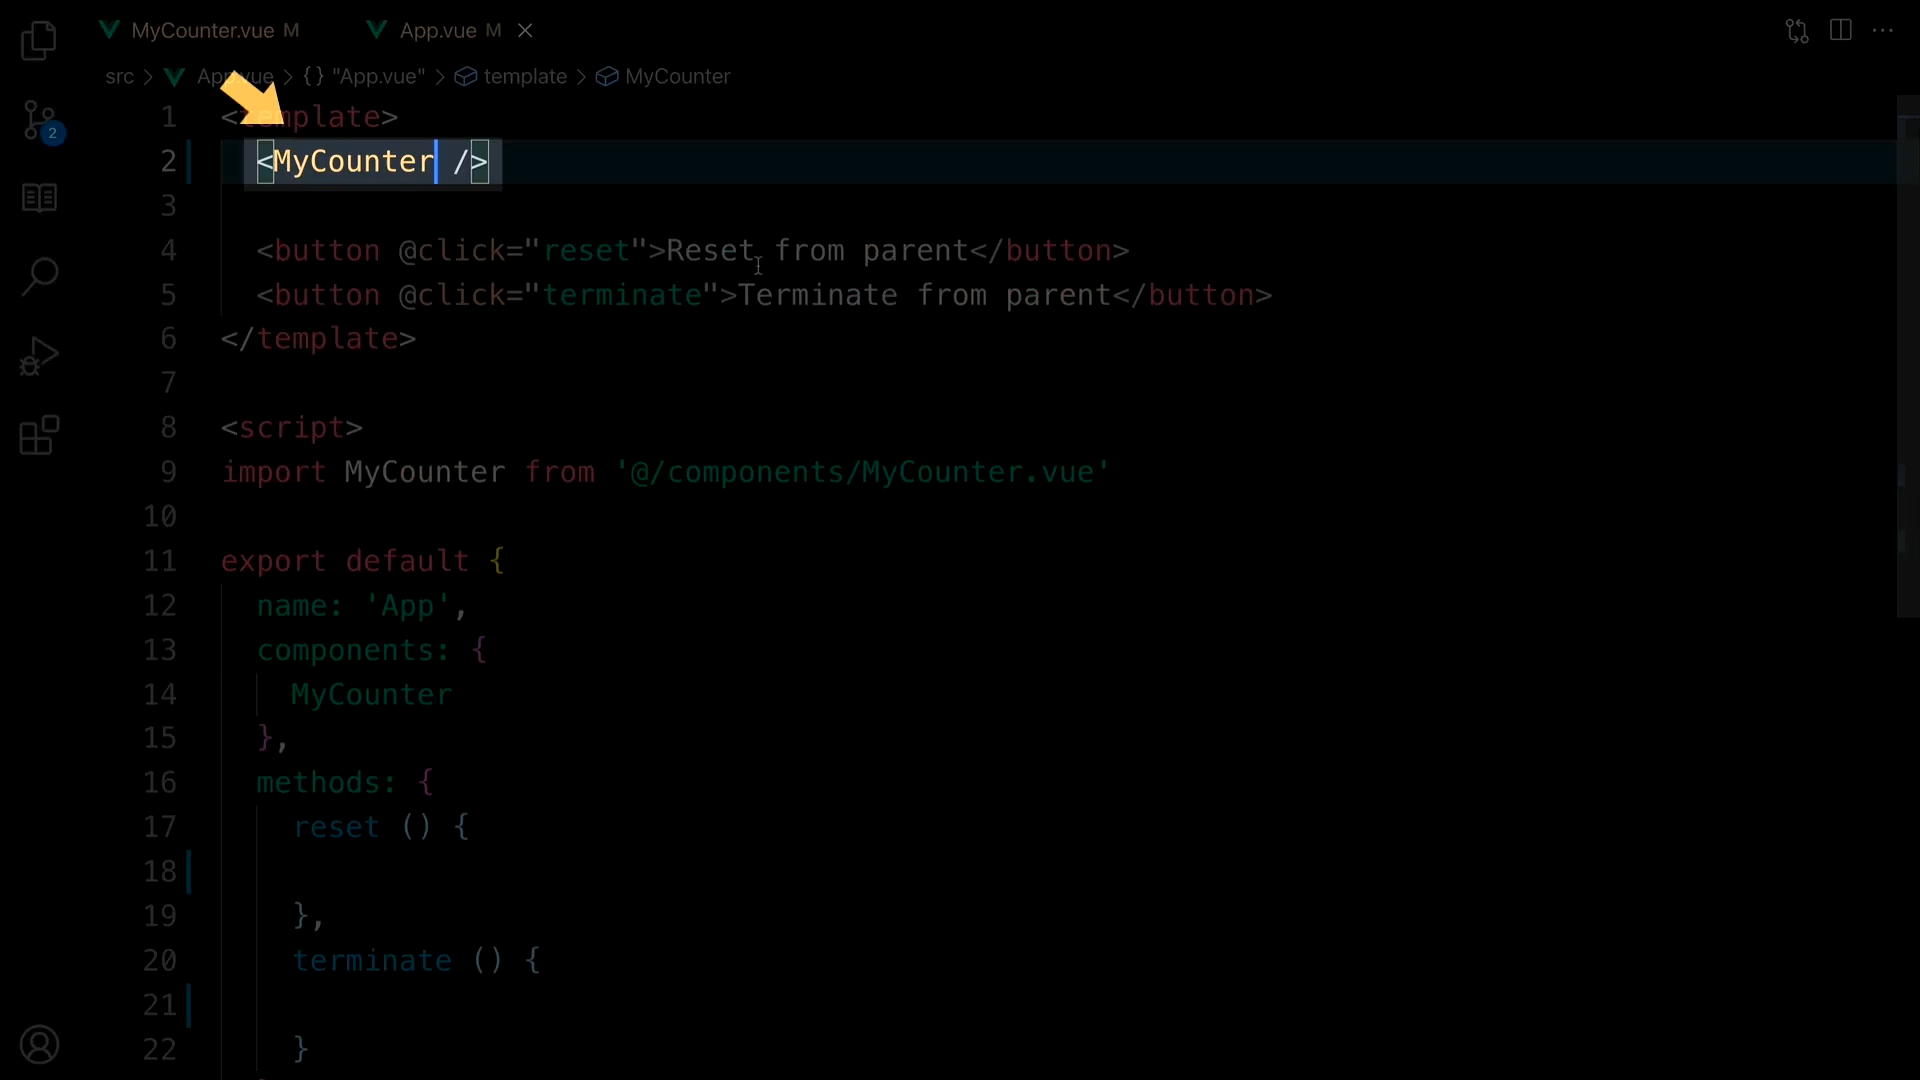 MyCounter.vue M App.vue M
src > App.vue > {} "App.vue" > template > MyCounter
1 <template>
2 <MyCounter />
3
4 <button @click="reset">Reset from parent</button>
5 <button @click="terminate">Terminate from parent</button>
6 </template>
7
8 <script>
9 import MyCounter from '@/components/MyCounter.vue'
10
11 export default {
12 name: 'App',
13 components: {
14 MyCounter
15 },
16 methods: {
17 reset () {
18
19 },
20 terminate () {
21
22 }
2